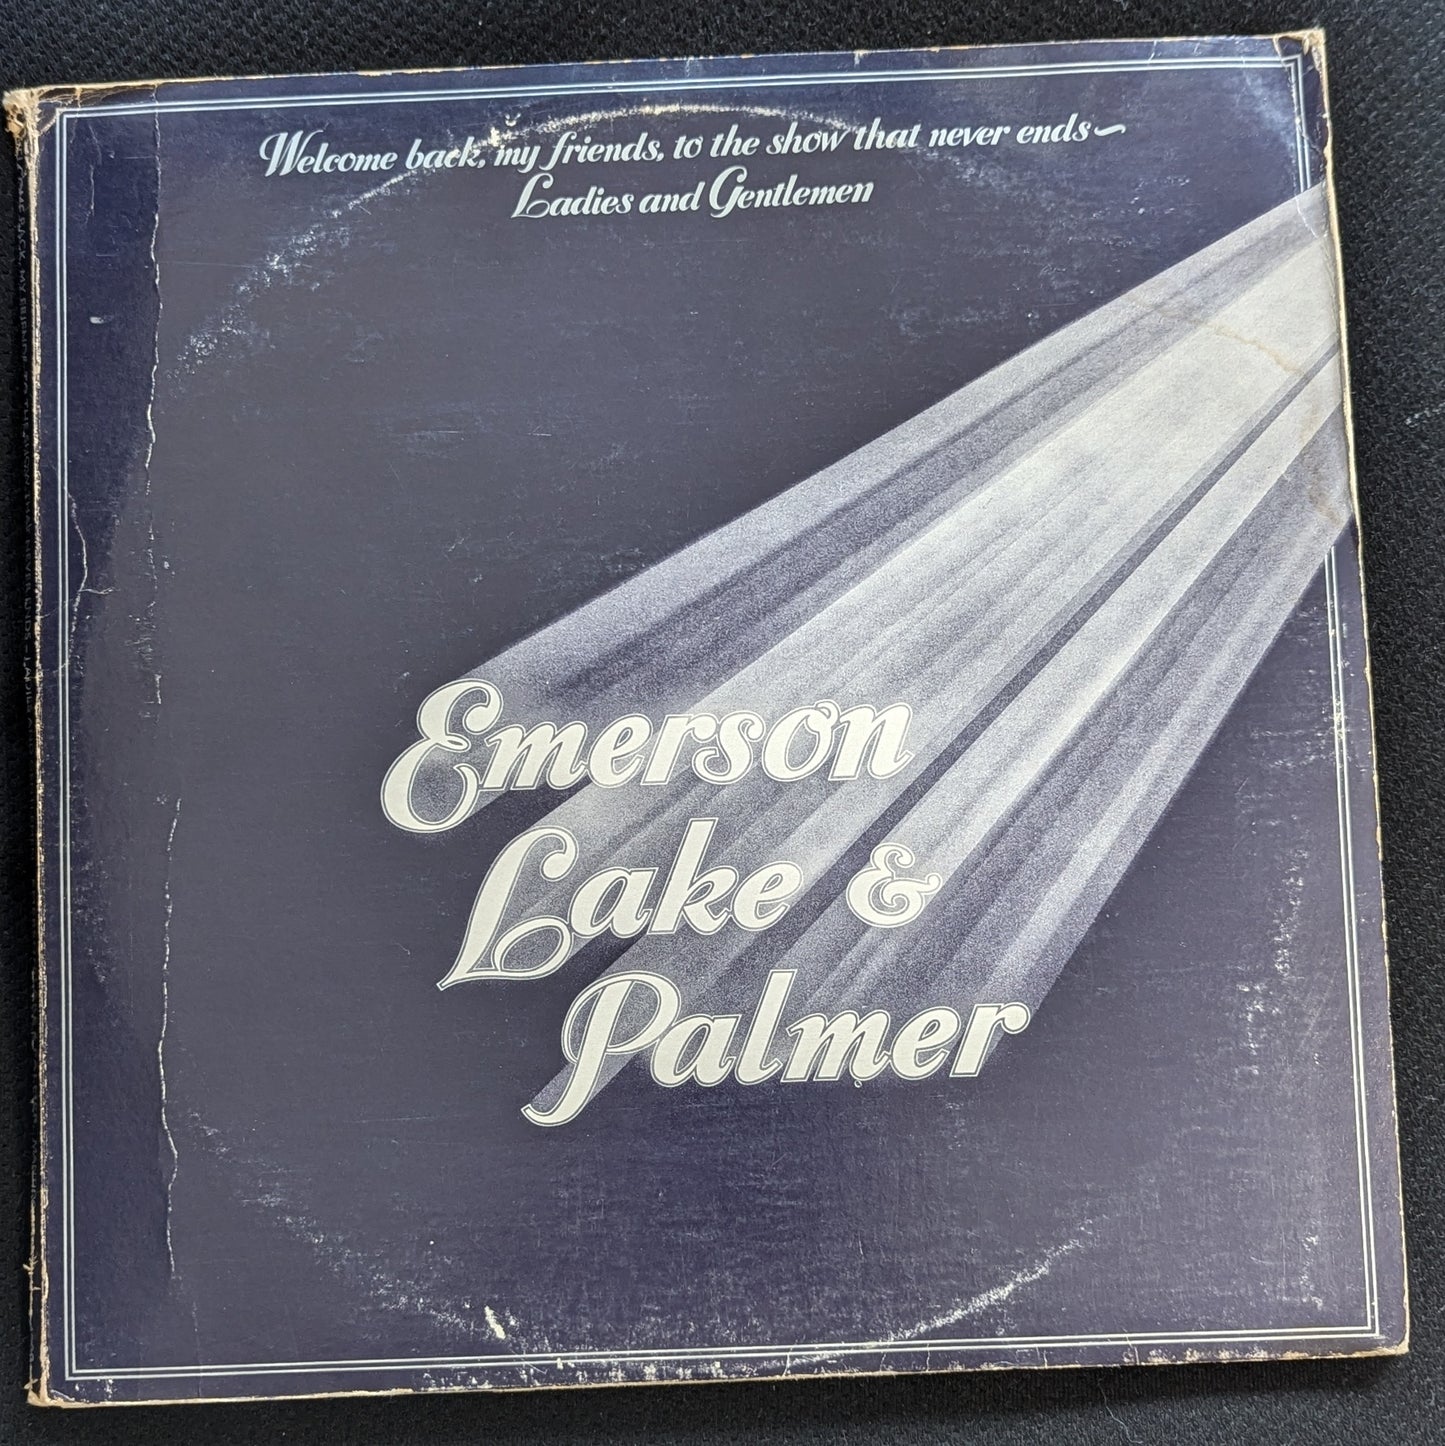 Welcome back, my friends, to the show that never ends~
Ladies and Gentlemen
Emerson
Lake &
Palmer